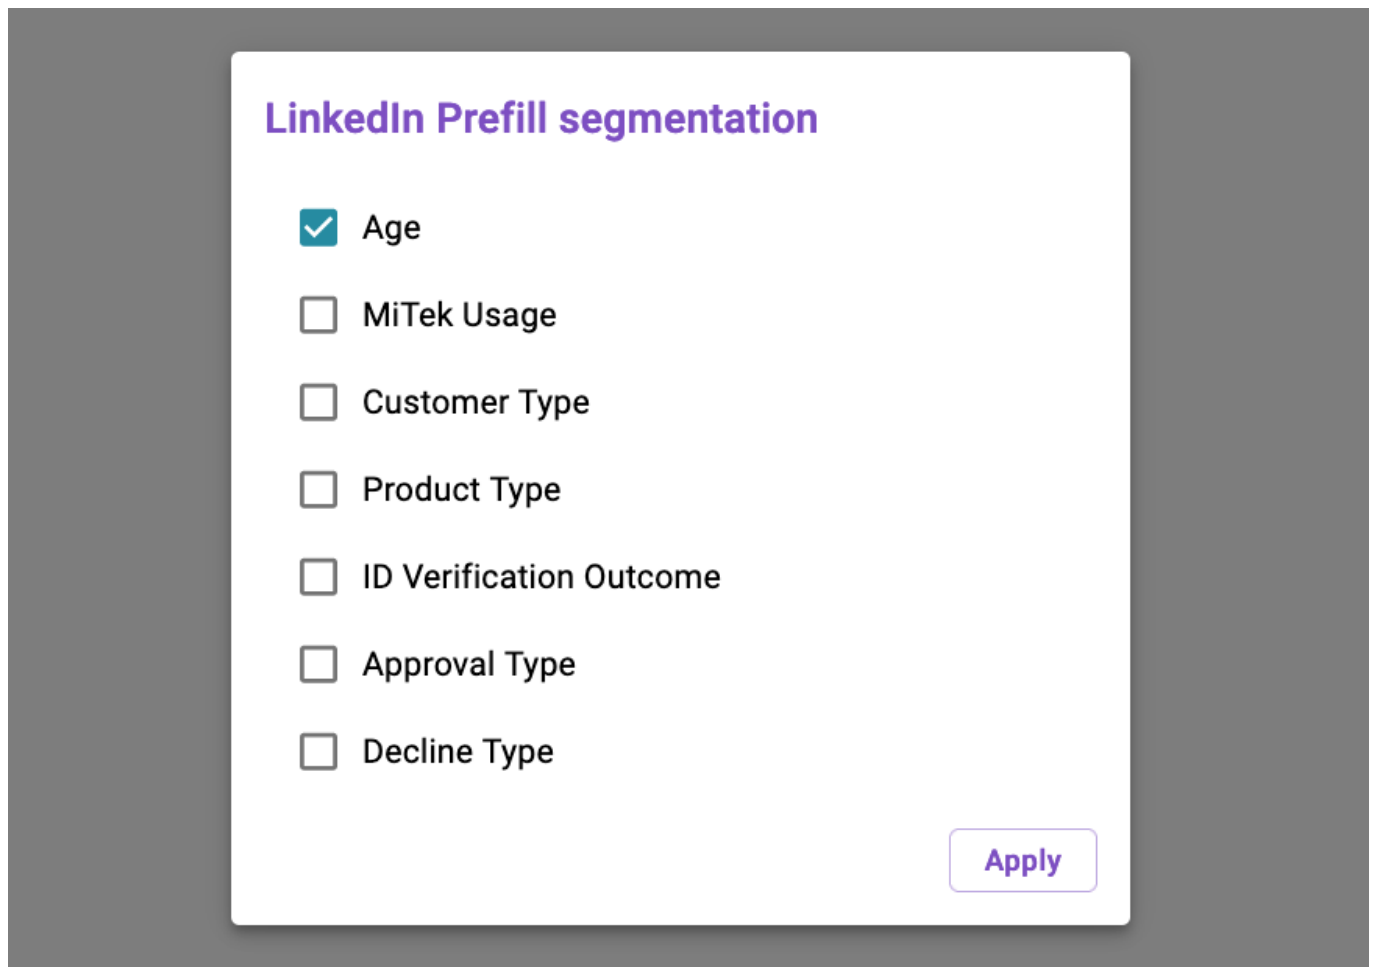 LinkedIn Prefill segmentation
Age
MiTek Usage
Customer Type
Product Type
ID Verification Outcome
Approval Type
Decline Type
Apply